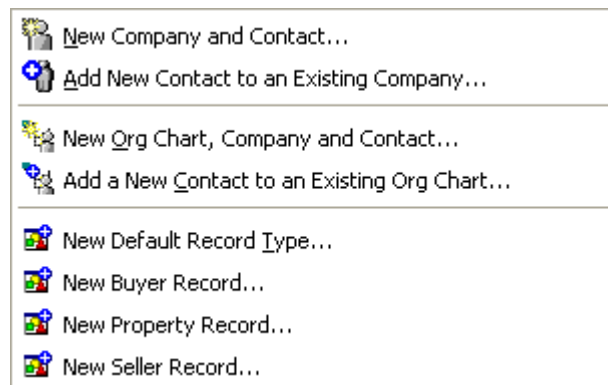 New Company and Contact...
Add New Contact to an Existing Company...
New Org Chart, Company and Contact...
Add a New Contact to an Existing Org Chart...
New Default Record Type...
New Buyer Record...
New Property Record...
New Seller Record...